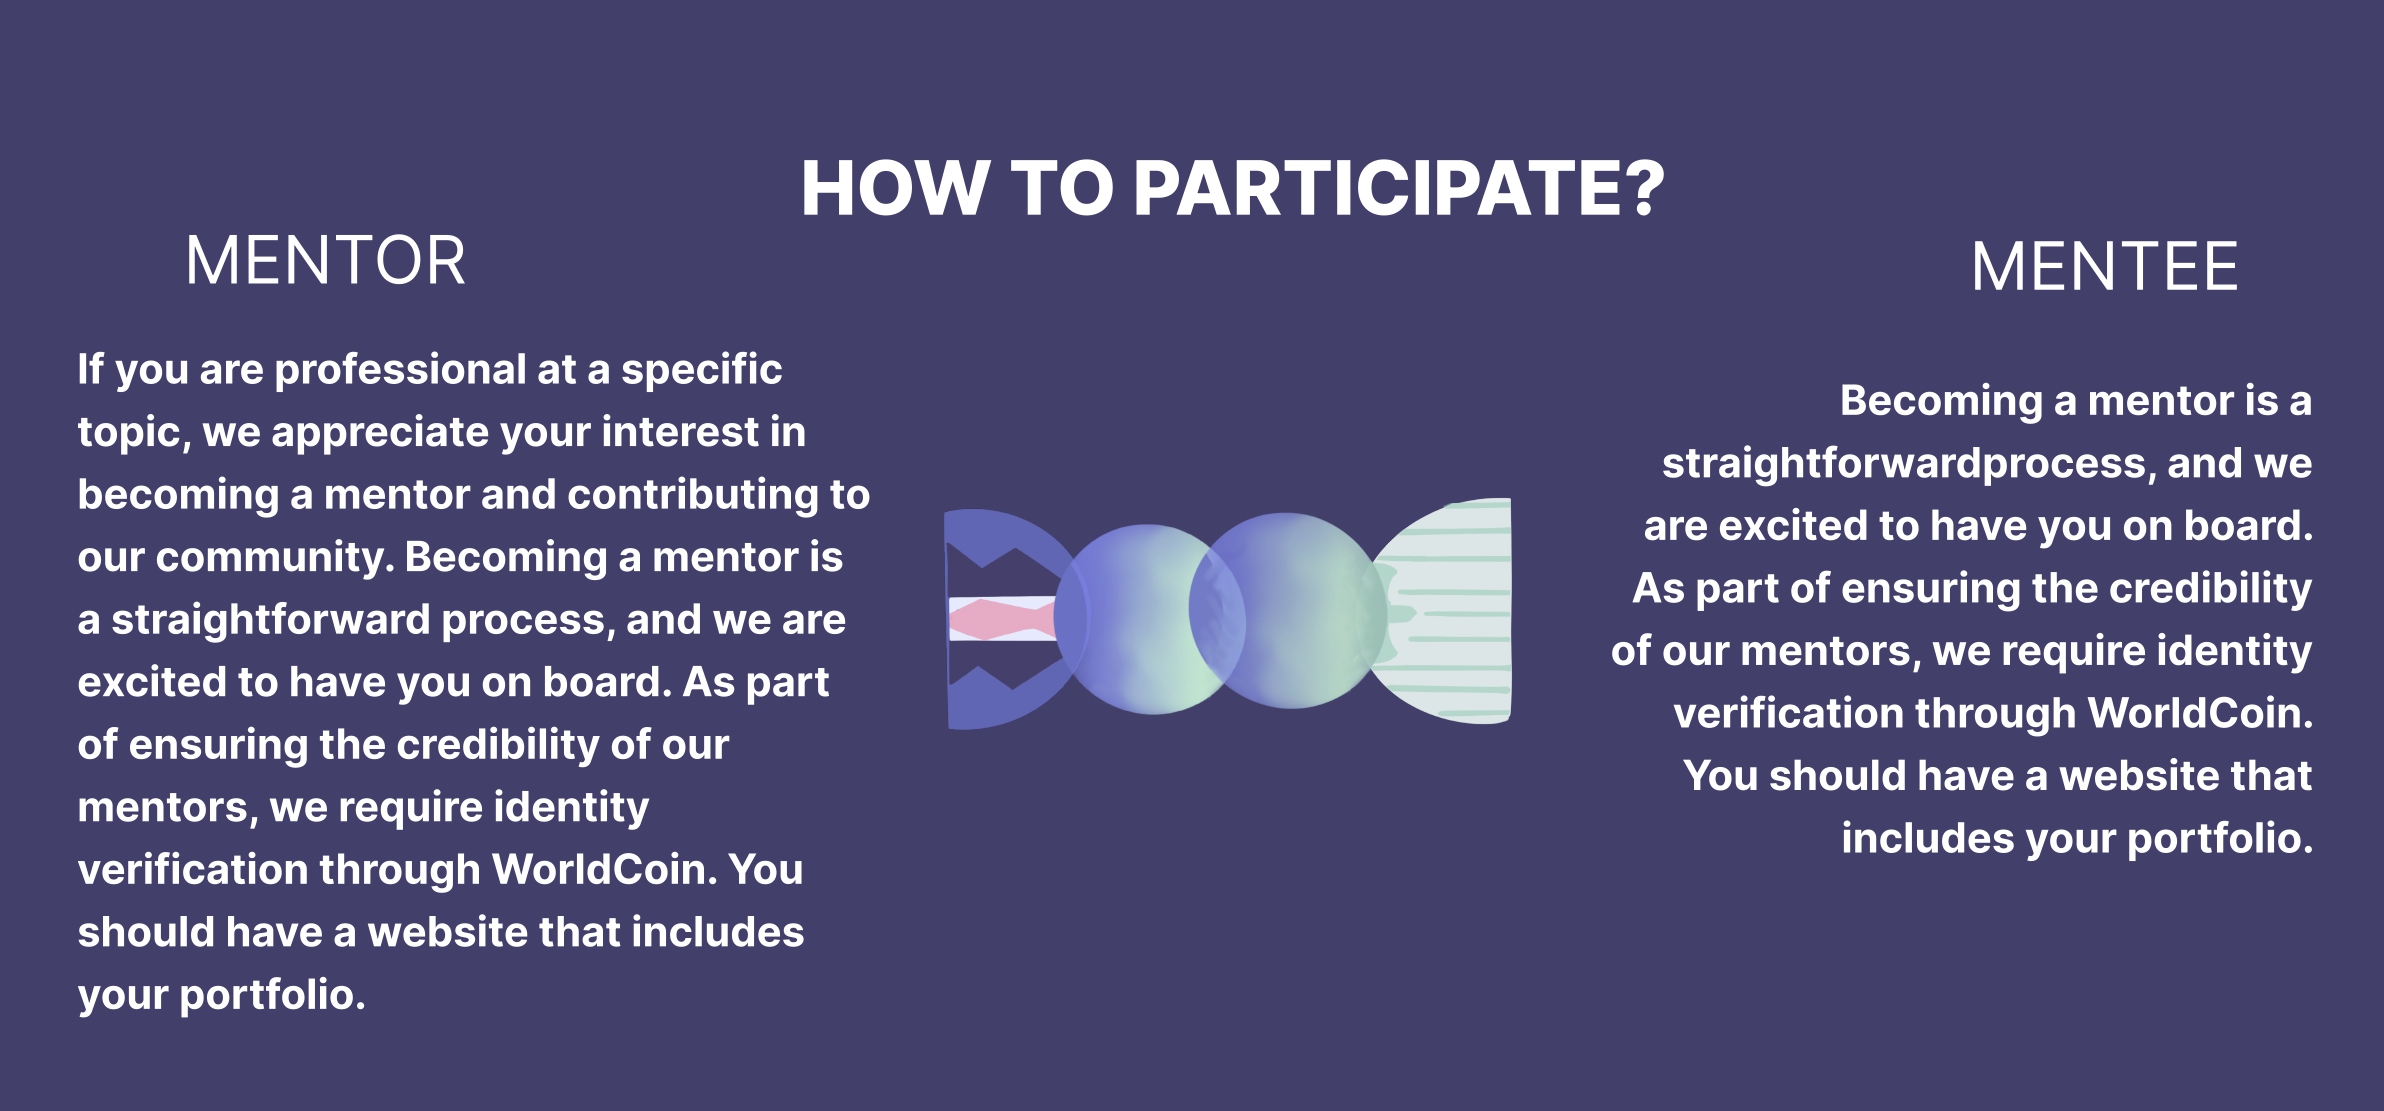 HOW TO PARTICIPATE?
MENTOR
If you are professional at a specific
topic, we appreciate your interest in
becoming a mentor and contributing to
our community. Becoming a mentor is
a straightforward process, and we are
excited to have you on board. As part
of ensuring the credibility of our
mentors, we require identity
verification through WorldCoin. You
should have a website that includes
your portfolio.
MENTEE
Becoming a mentor is a
straightforwardprocess, and we
are excited to have you on board.
As part of ensuring the credibility
of our mentors, we require identity
verification through WorldCoin.
You should have a website that
includes your portfolio.